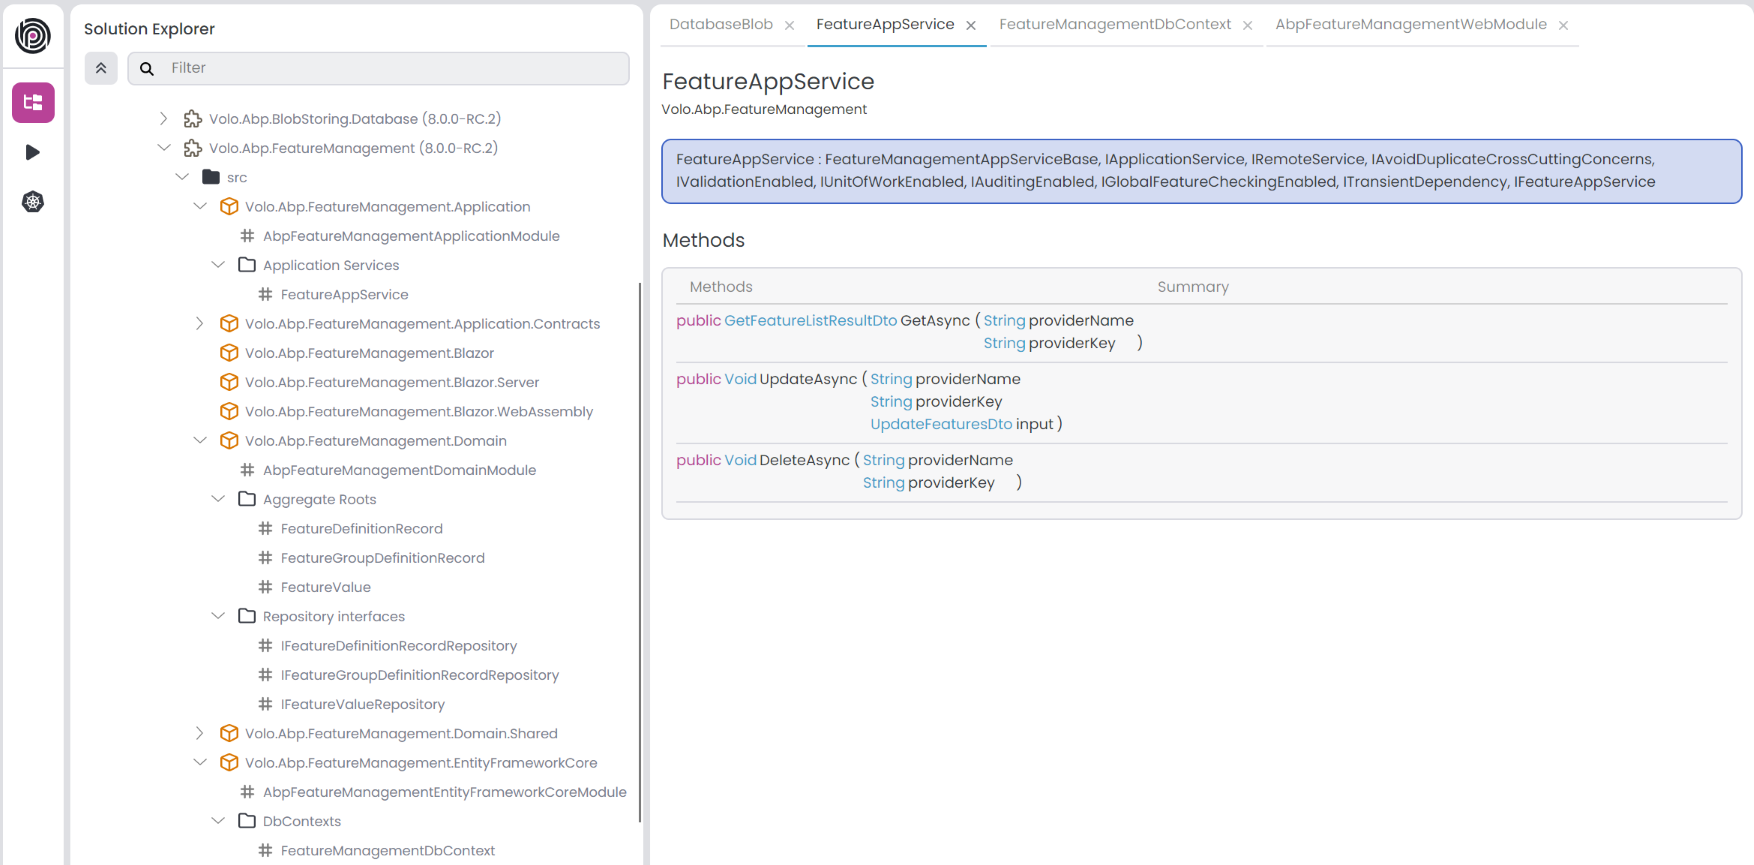 Solution Explorer
Filter
Volo.Abp.BlobStoring.Database (8.0.0-RC.2)
Volo.Abp.FeatureManagement (8.0.0-RC.2)
src
Volo.Abp.FeatureManagement.Application
AbpFeatureManagementApplicationModule
Application Services
FeatureAppService
Volo.Abp.FeatureManagement.Application.Contracts
Volo.Abp.FeatureManagement.Blazor
Volo.Abp.FeatureManagement.Blazor.Server
Volo.Abp.FeatureManagement.Blazor.WebAssembly
Volo.Abp.FeatureManagement.Domain
AbpFeatureManagementDomainModule
Aggregate Roots
FeatureDefinitionRecord
FeatureGroupDefinitionRecord
FeatureValue
Repository interfaces
IFeatureDefinitionRecordRepository
IFeatureGroupDefinitionRecordRepository
IFeatureValueRepository
Volo.Abp.FeatureManagement.Domain.Shared
Volo.Abp.FeatureManagement.EntityFrameworkCore
AbpFeatureManagementEntityFrameworkCoreModule
DbContexts
FeatureManagementDbContext
DatabaseBlob
FeatureAppService
FeatureManagementDbContext
AbpFeatureManagementWebModule
FeatureAppService
Volo.Abp.FeatureManagement
FeatureAppService : FeatureManagementAppServiceBase, IApplicationService, IRemoteService, IAvoidDuplicateCrossCuttingConcerns,
IValidationEnabled, IUnitOfWorkEnabled, IAuditingEnabled, IGlobalFeatureCheckingEnabled, ITransientDependency, IFeatureAppService
Methods
Methods Summary
public GetFeatureListResultDto GetAsync ( String providerName
String providerKey )
public Void UpdateAsync ( String providerName
String providerKey
UpdateFeaturesDto input )
public Void DeleteAsync ( String providerName
String providerKey )